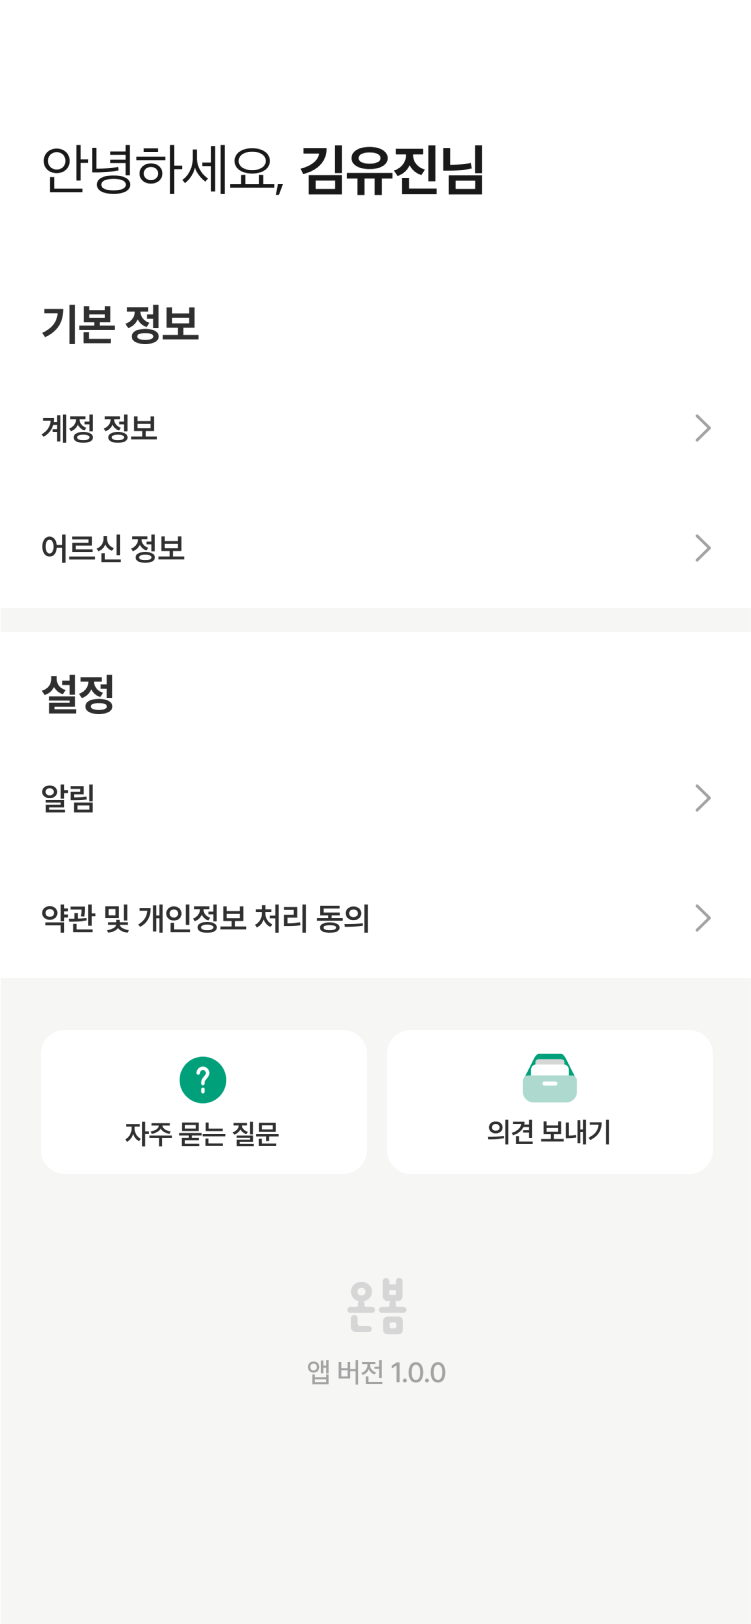 안녕하세요, 김유진님
기본 정보
계정 정보
어르신 정보
설정
알림
약관 및 개인정보 처리 동의
?
자주 묻는 질문
의견 보내기
온봄
앱 버전 1.0.0